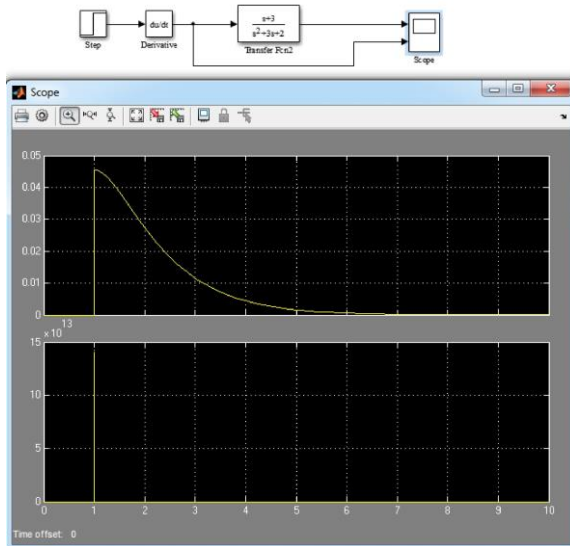 du/dt
s+3
s²+3s+2
Step
Derivative
Transfer Fcn2
Scope
Scope
0.05
0.04
0.03
0.02
0.01
0
x 10^13
15
10
5
0
0 1 2 3 4 5 6 7 8 9 10
Time offset: 0